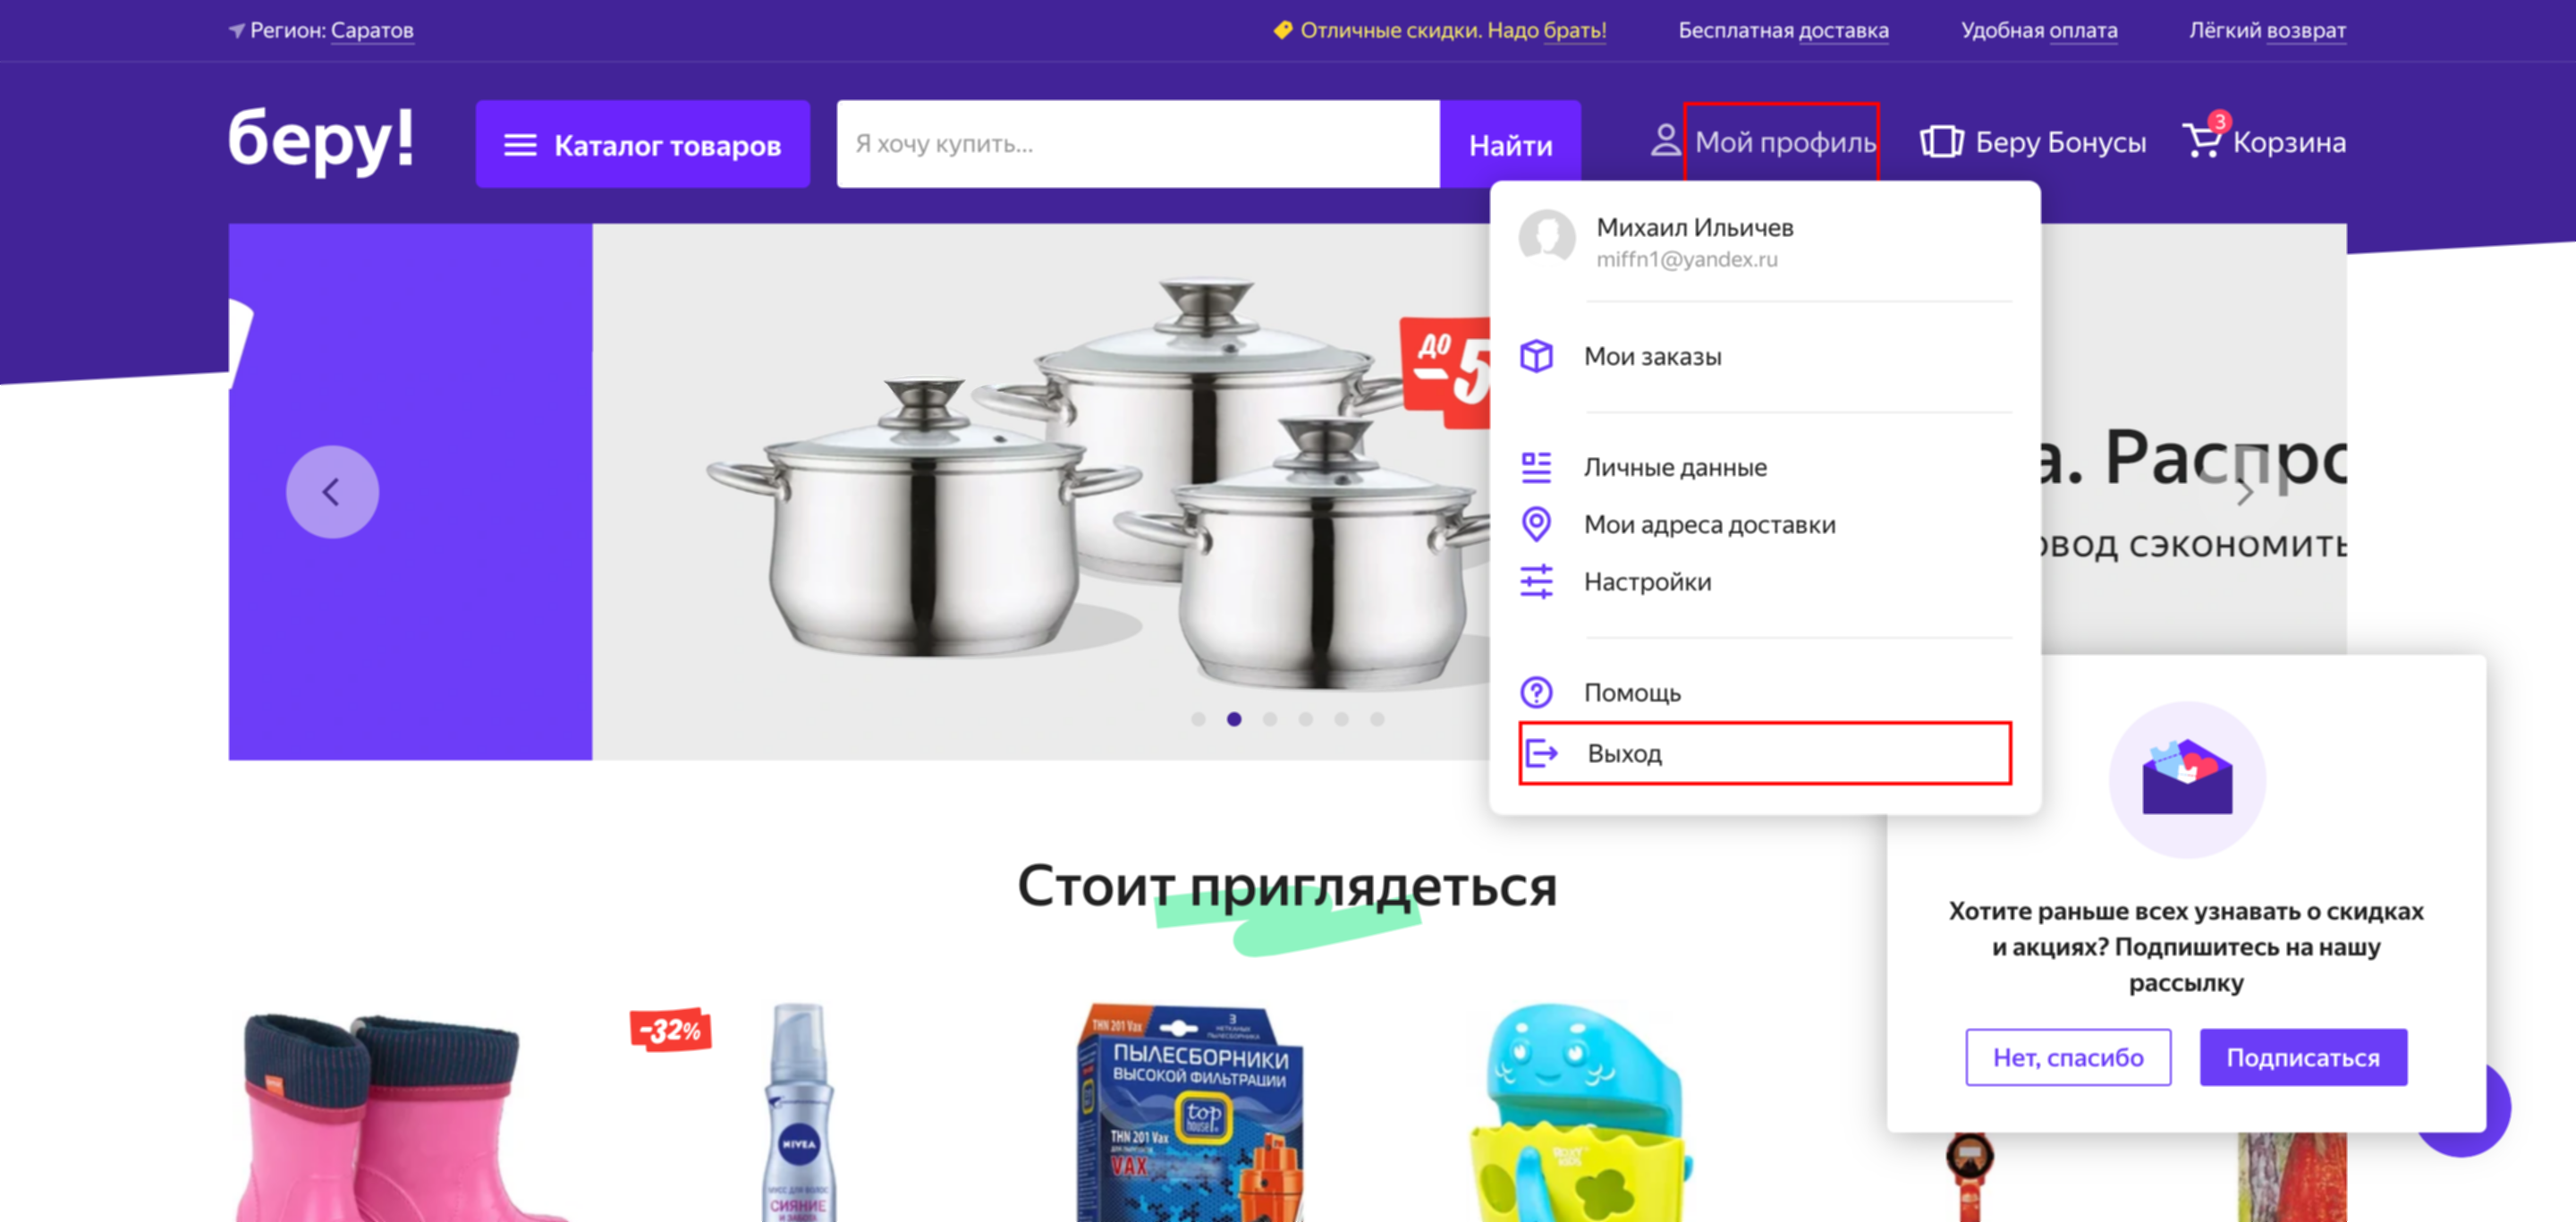 Регион: Саратов
Отличные скидки. Надо брать!
Бесплатная доставка
Удобная оплата
Лёгкий возврат
беру!
Каталог товаров
Я хочу купить...
Найти
Мой профиль
Беру Бонусы
3
Корзина
Михаил Ильичев
miffn1@yandex.ru
Мои заказы
Личные данные
Мои адреса доставки
Настройки
Помощь
Выход
до
-5
а. Распро
овод сэкономить
Стоит приглядеться
Хотите раньше всех узнавать о скидках
и акциях? Подпишитесь на нашу
рассылку
Нет, спасибо
Подписаться
-32%
NIVEA
СИЯНИЕ
THN 201 Vax
3
ПЫЛЕСБОРНИКИ
ВЫСОКОЙ ФИЛЬТРАЦИИ
top
house
THN 201 Vax
VAX
ROXY
KIDS